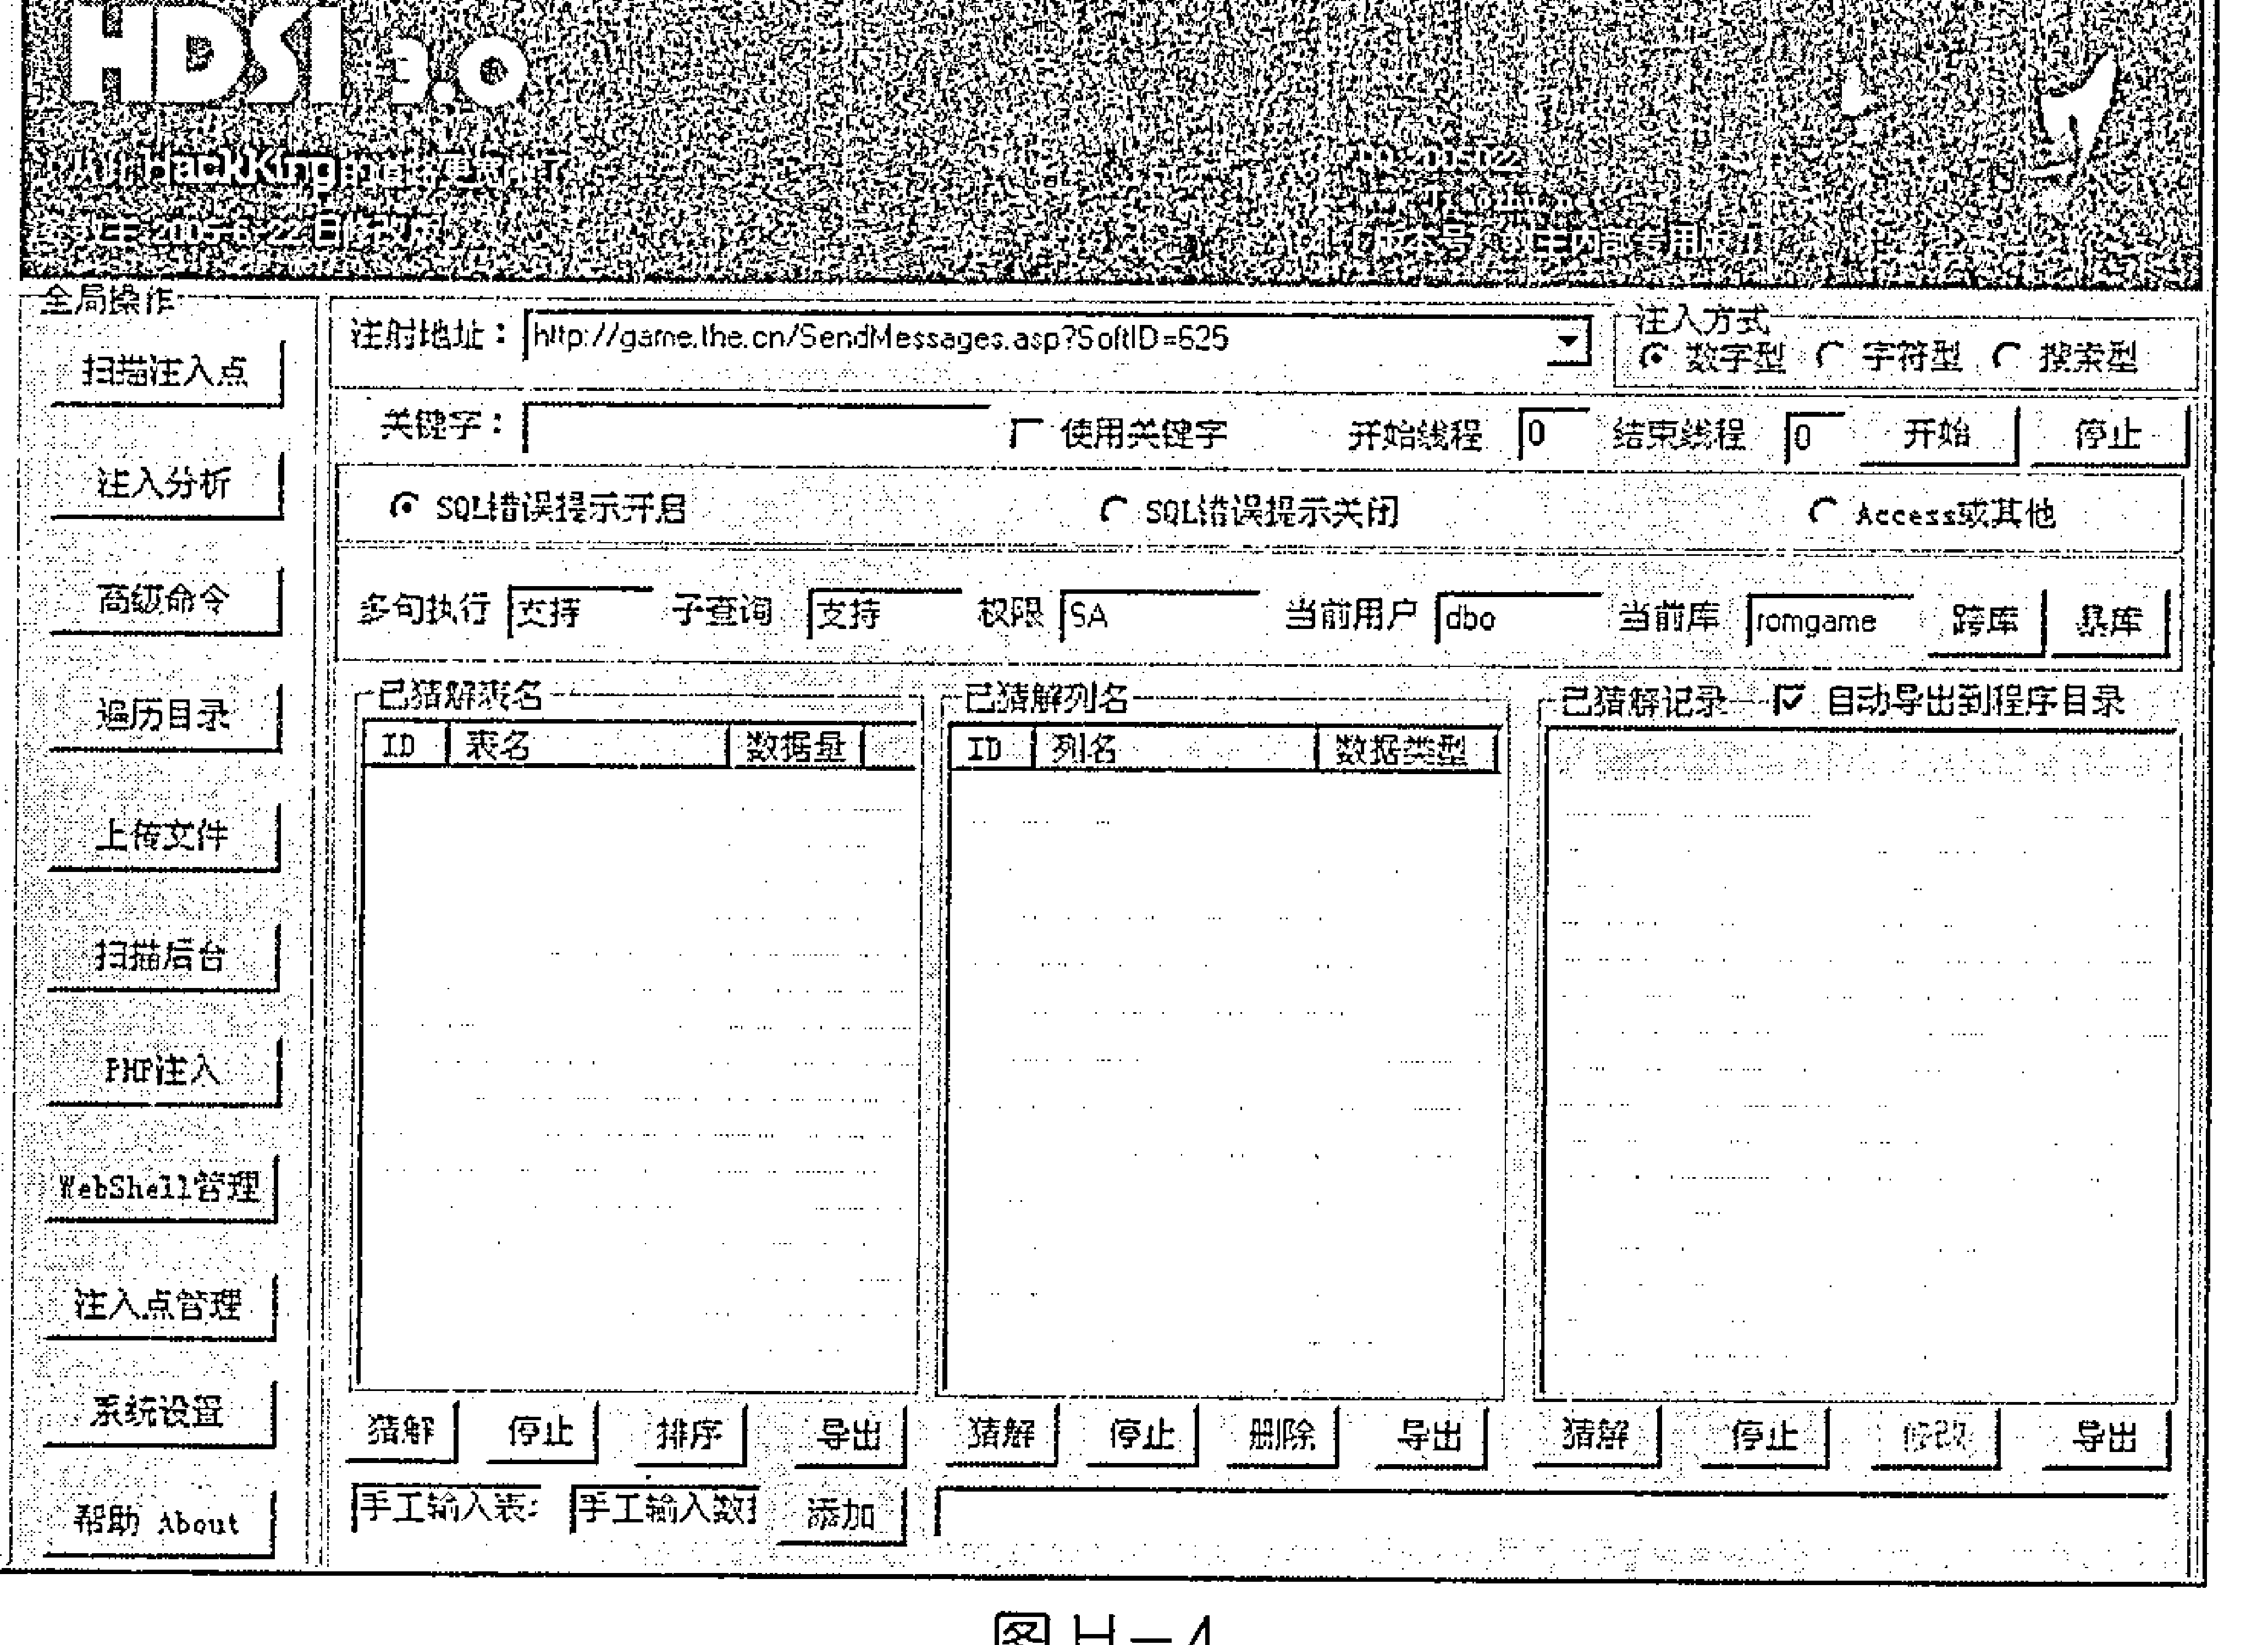 HDSI 3.0
HackKing
2005-6-22日
www.Jiaozhu.net
全局操作
扫描注入点
注入分析
高级命令
遍历目录
上传文件
扫描后台
PHP注入
WebShell管理
注入点管理
系统设置
帮助 About
注射地址： http://game.the.cn/SendMessages.asp?SoftID=625
注入方式
数字型 字符型 搜索型
关键字： 使用关键字 开始线程 0 结束线程 0 开始 停止
SQL错误提示开启 SQL错误提示关闭 Access或其他
多句执行 支持 子查询 支持 权限 SA 当前用户 dbo 当前库 romgame 跨库 暴库
已猜解表名 已猜解列名 已猜解记录 自动导出到程序目录
ID 表名 数据量 ID 列名 数据类型
猜解 停止 排序 导出 猜解 停止 删除 导出 猜解 停止 修改 导出
手工输入表 手工输入数 添加
图 H-4